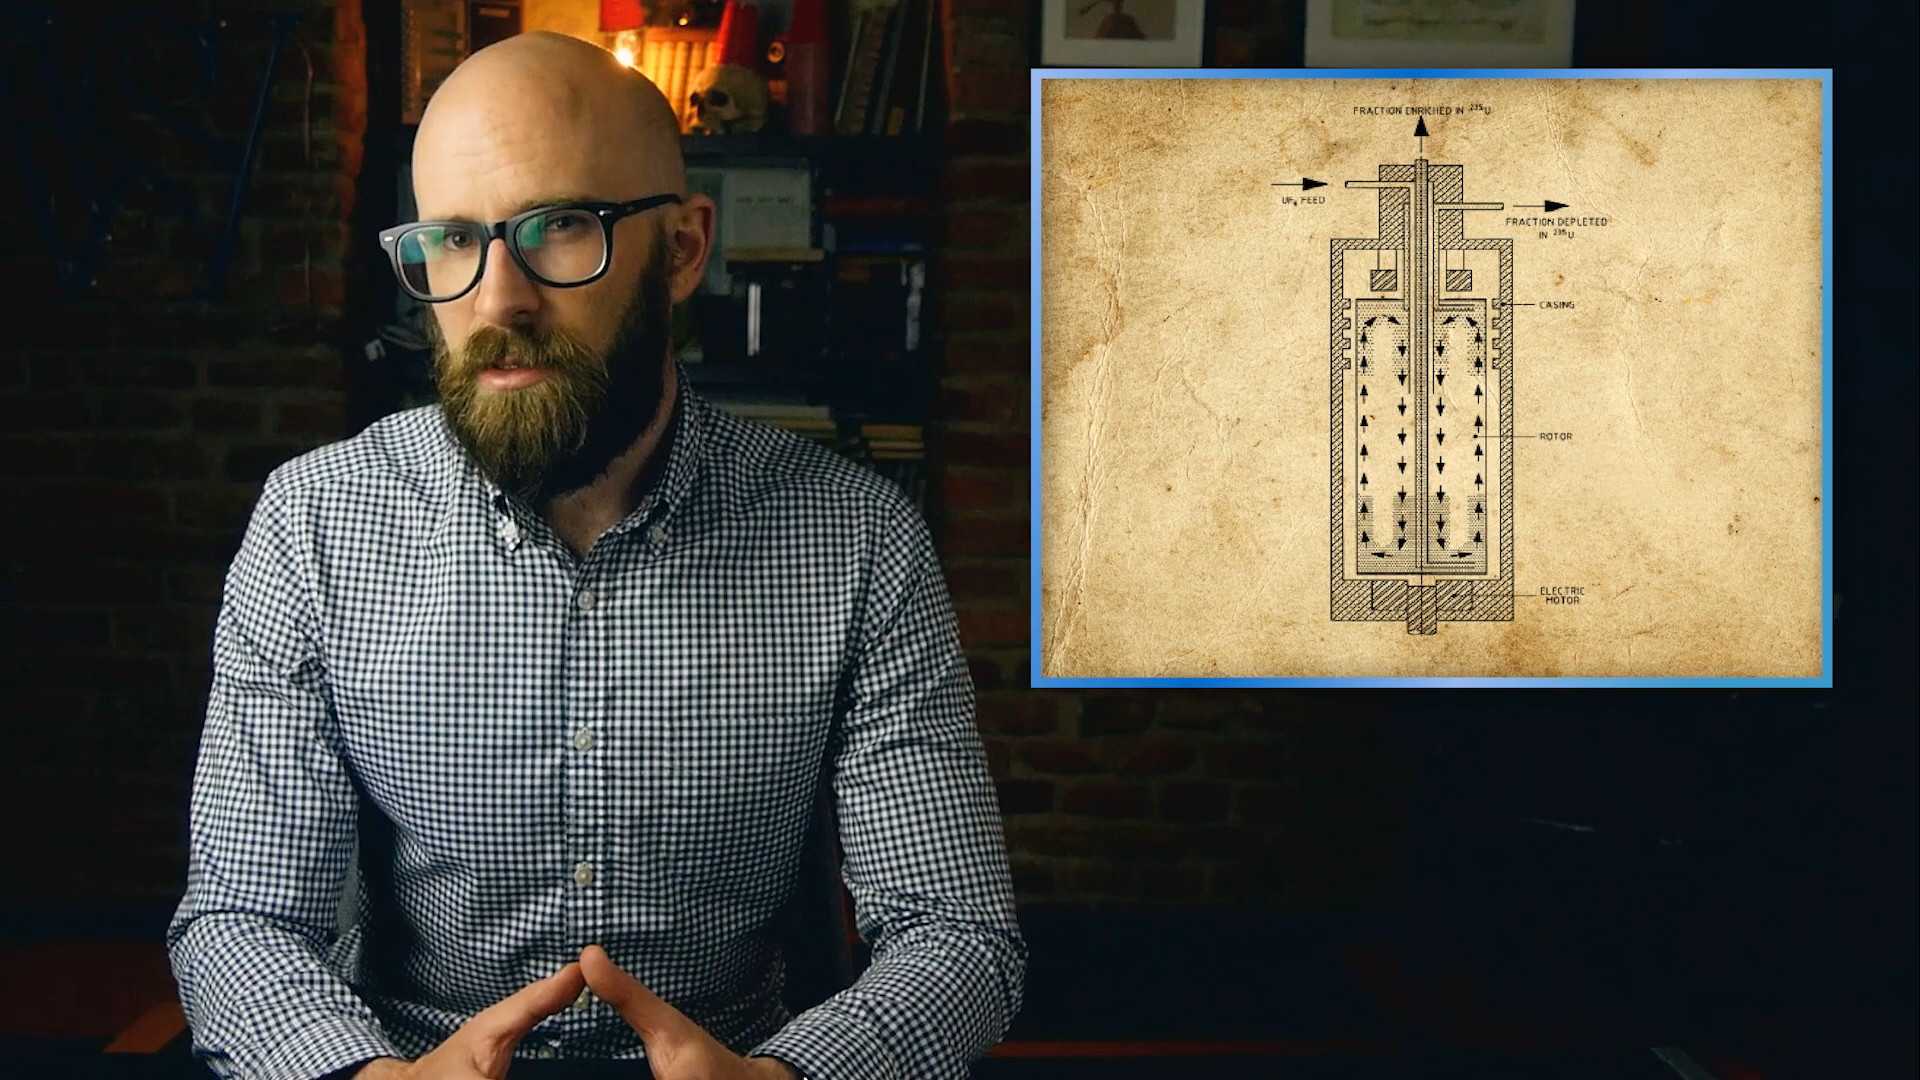 FRACTION ENRICHED IN ²³⁵U
UF₆ FEED
FRACTION DEPLETED
IN ²³⁵U
CASING
ROTOR
ELECTRIC
MOTOR